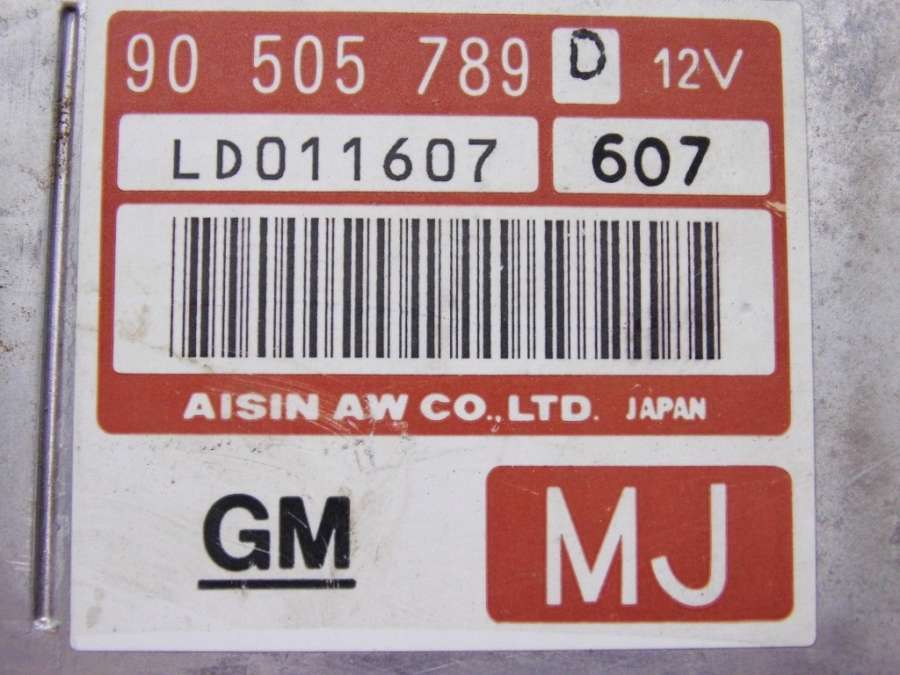 90 505 789 D 12V
LD011607 607
AISIN AW CO.,LTD. JAPAN
GM MJ